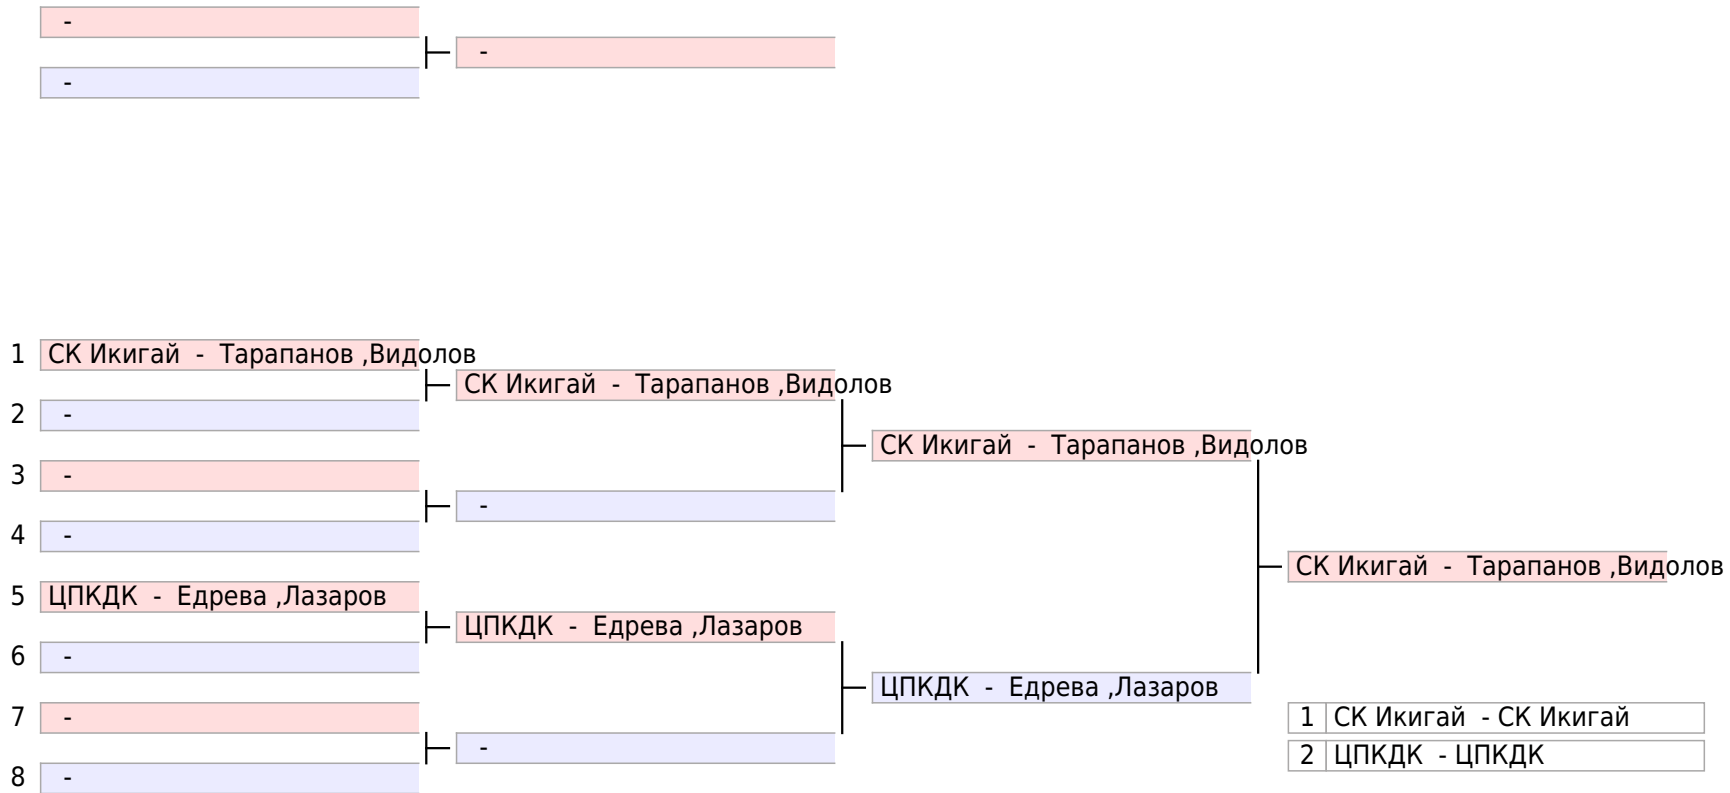 -
-
-
1 СК Икигай - Тарапанов ,Видолов
СК Икигай - Тарапанов ,Видолов
2 -
СК Икигай - Тарапанов ,Видолов
3 -
-
4 -
СК Икигай - Тарапанов ,Видолов
5 ЦПКДК - Едрева ,Лазаров
ЦПКДК - Едрева ,Лазаров
6 -
ЦПКДК - Едрева ,Лазаров
7 -
1 СК Икигай - СК Икигай
-
2 ЦПКДК - ЦПКДК
8 -